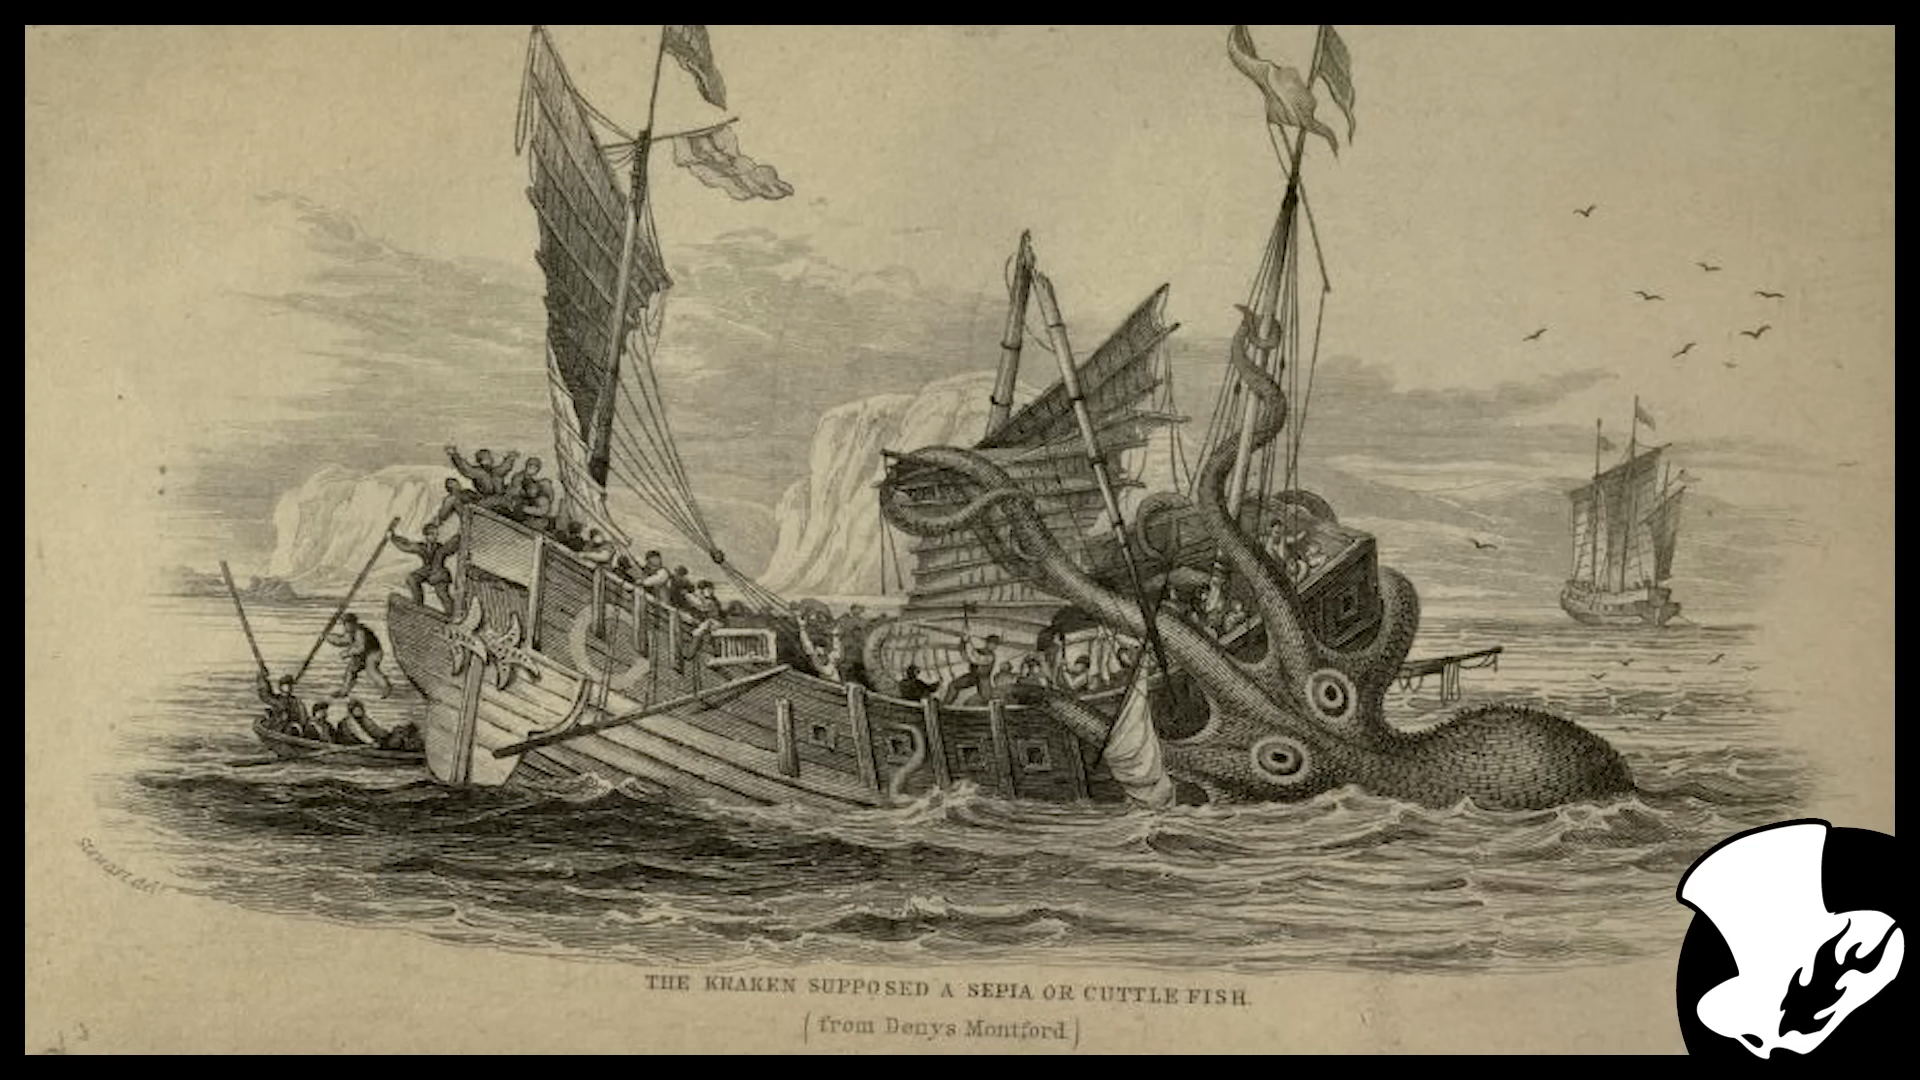 THE KRAKEN SUPPOSED A SEPIA OR CUTTLE FISH.
(from Denys Montford)